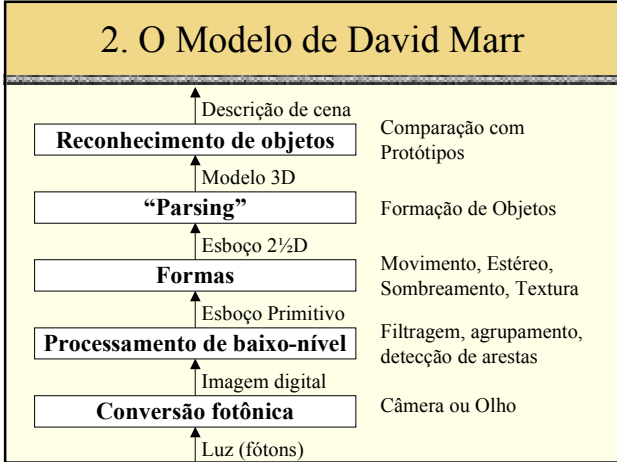 2. O Modelo de David Marr
Descrição de cena
Reconhecimento de objetos
Comparação com
Protótipos
Modelo 3D
“Parsing”
Formação de Objetos
Esboço 2½D
Formas
Movimento, Estéreo,
Sombreamento, Textura
Esboço Primitivo
Processamento de baixo-nível
Filtragem, agrupamento,
detecção de arestas
Imagem digital
Conversão fotônica
Câmera ou Olho
Luz (fótons)